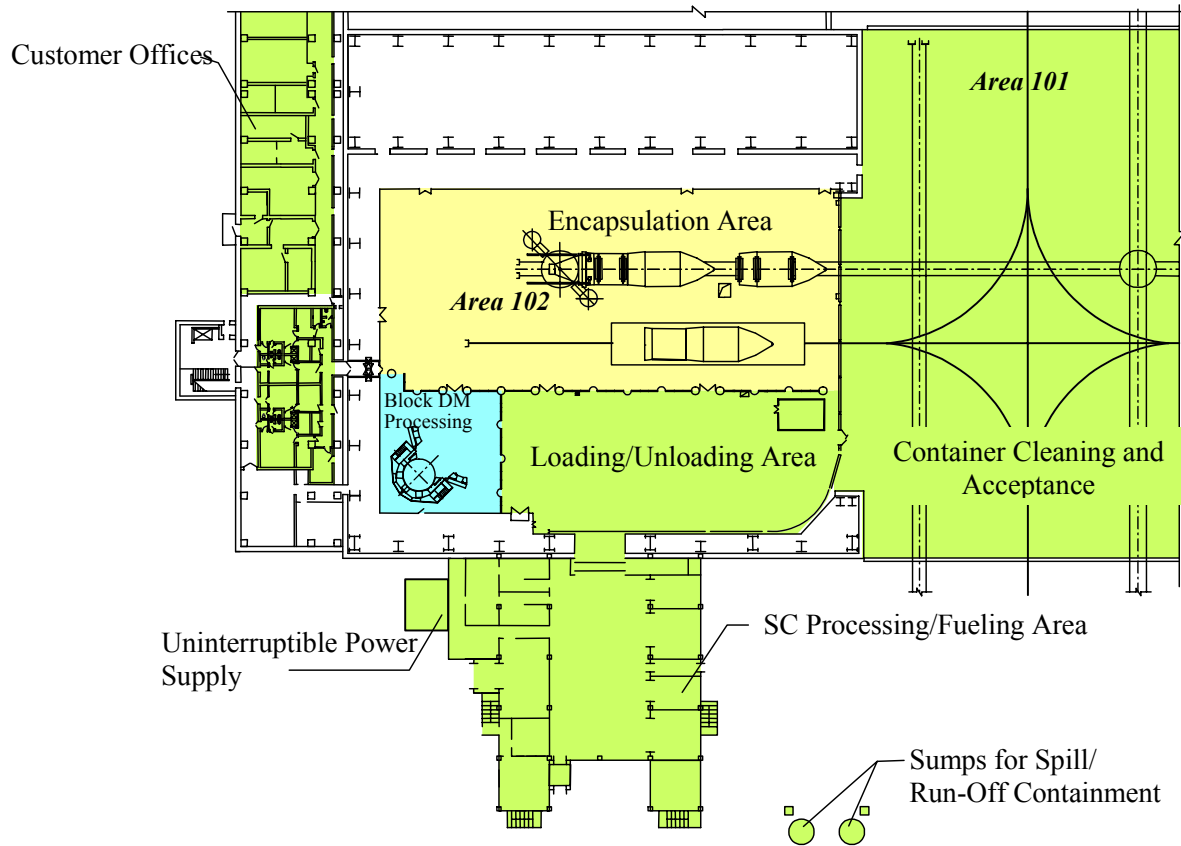 Customer Offices
Area 101
Encapsulation Area
Area 102
Block DM
Processing
Loading/Unloading Area
Container Cleaning and
Acceptance
Uninterruptible Power
Supply
SC Processing/Fueling Area
Sumps for Spill/
Run-Off Containment